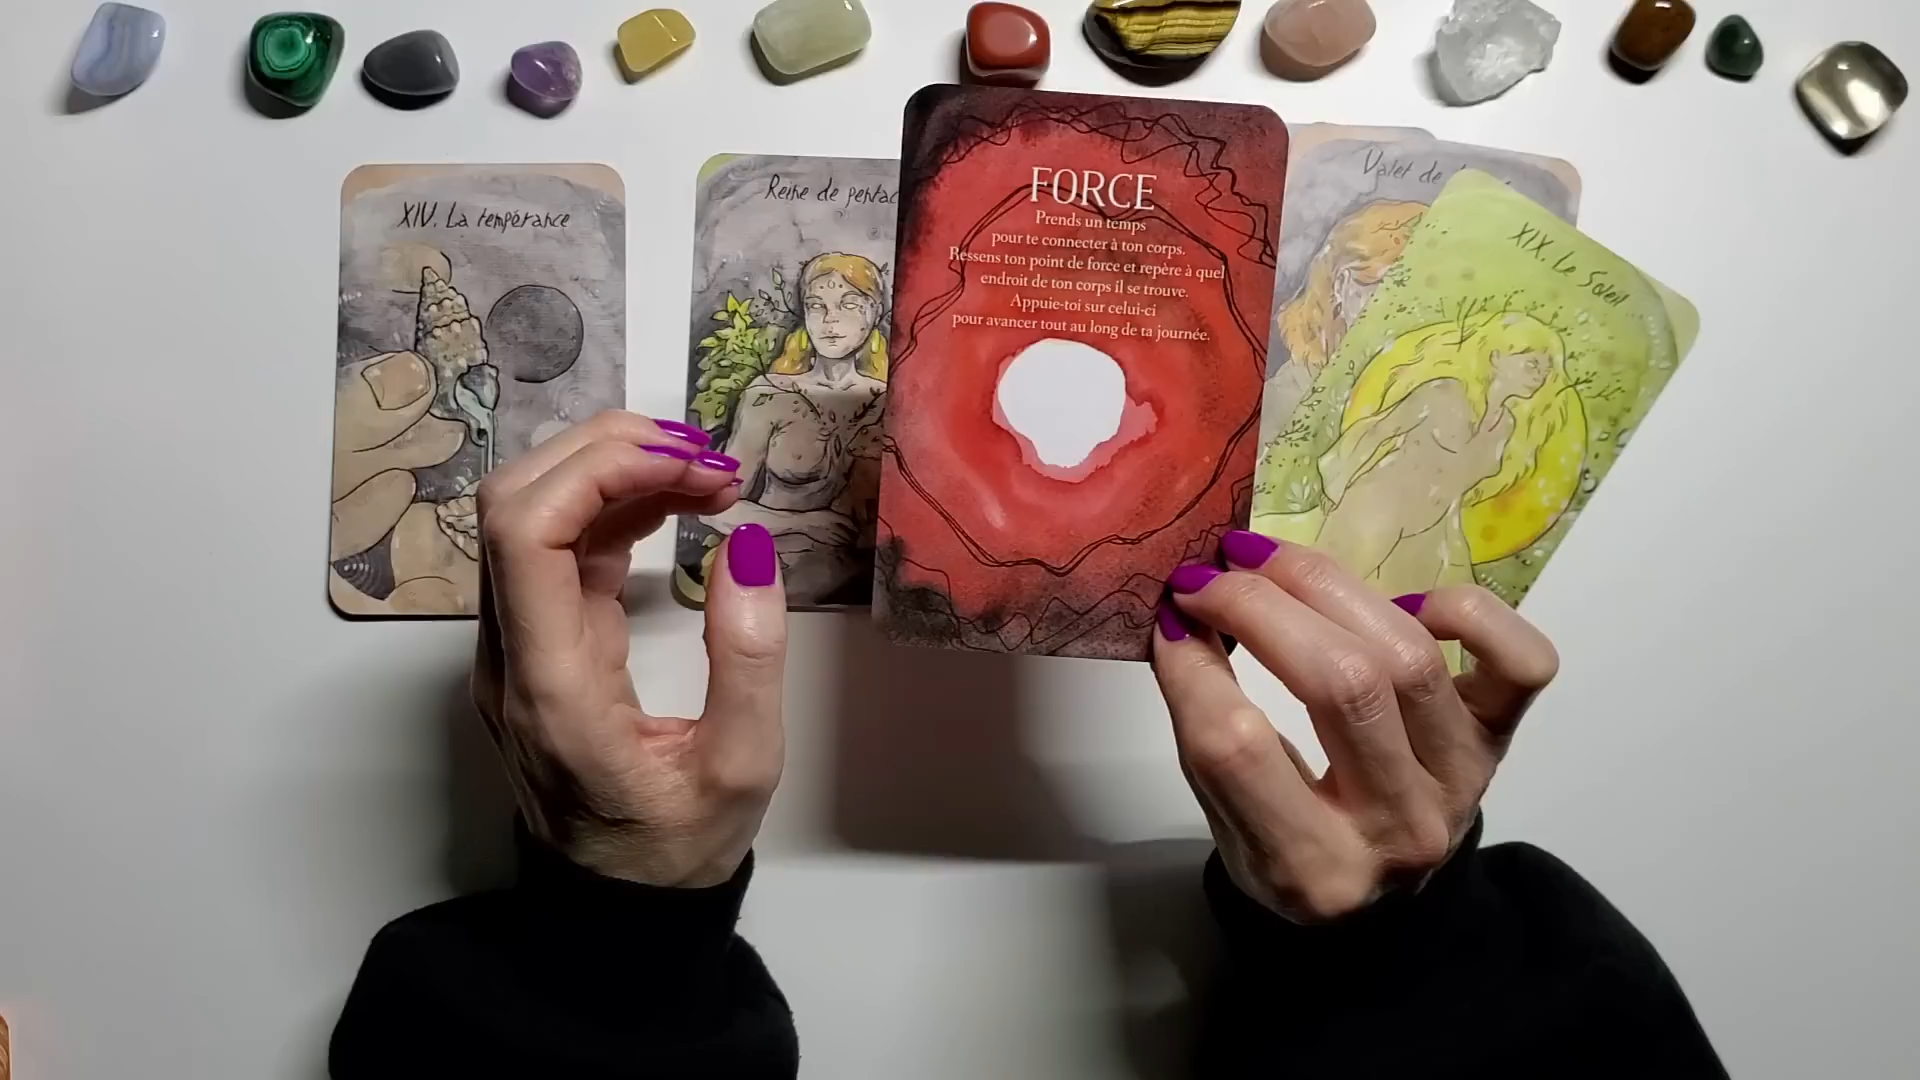 XIV. La tempérance
Reine de pentac
FORCE
Prends un temps
pour te connecter à ton corps.
Ressens ton point de force et repère à quel
endroit de ton corps il se trouve.
Appuie-toi sur celui-ci
pour avancer tout au long de ta journée.
Valet de
XIX. Le Soleil